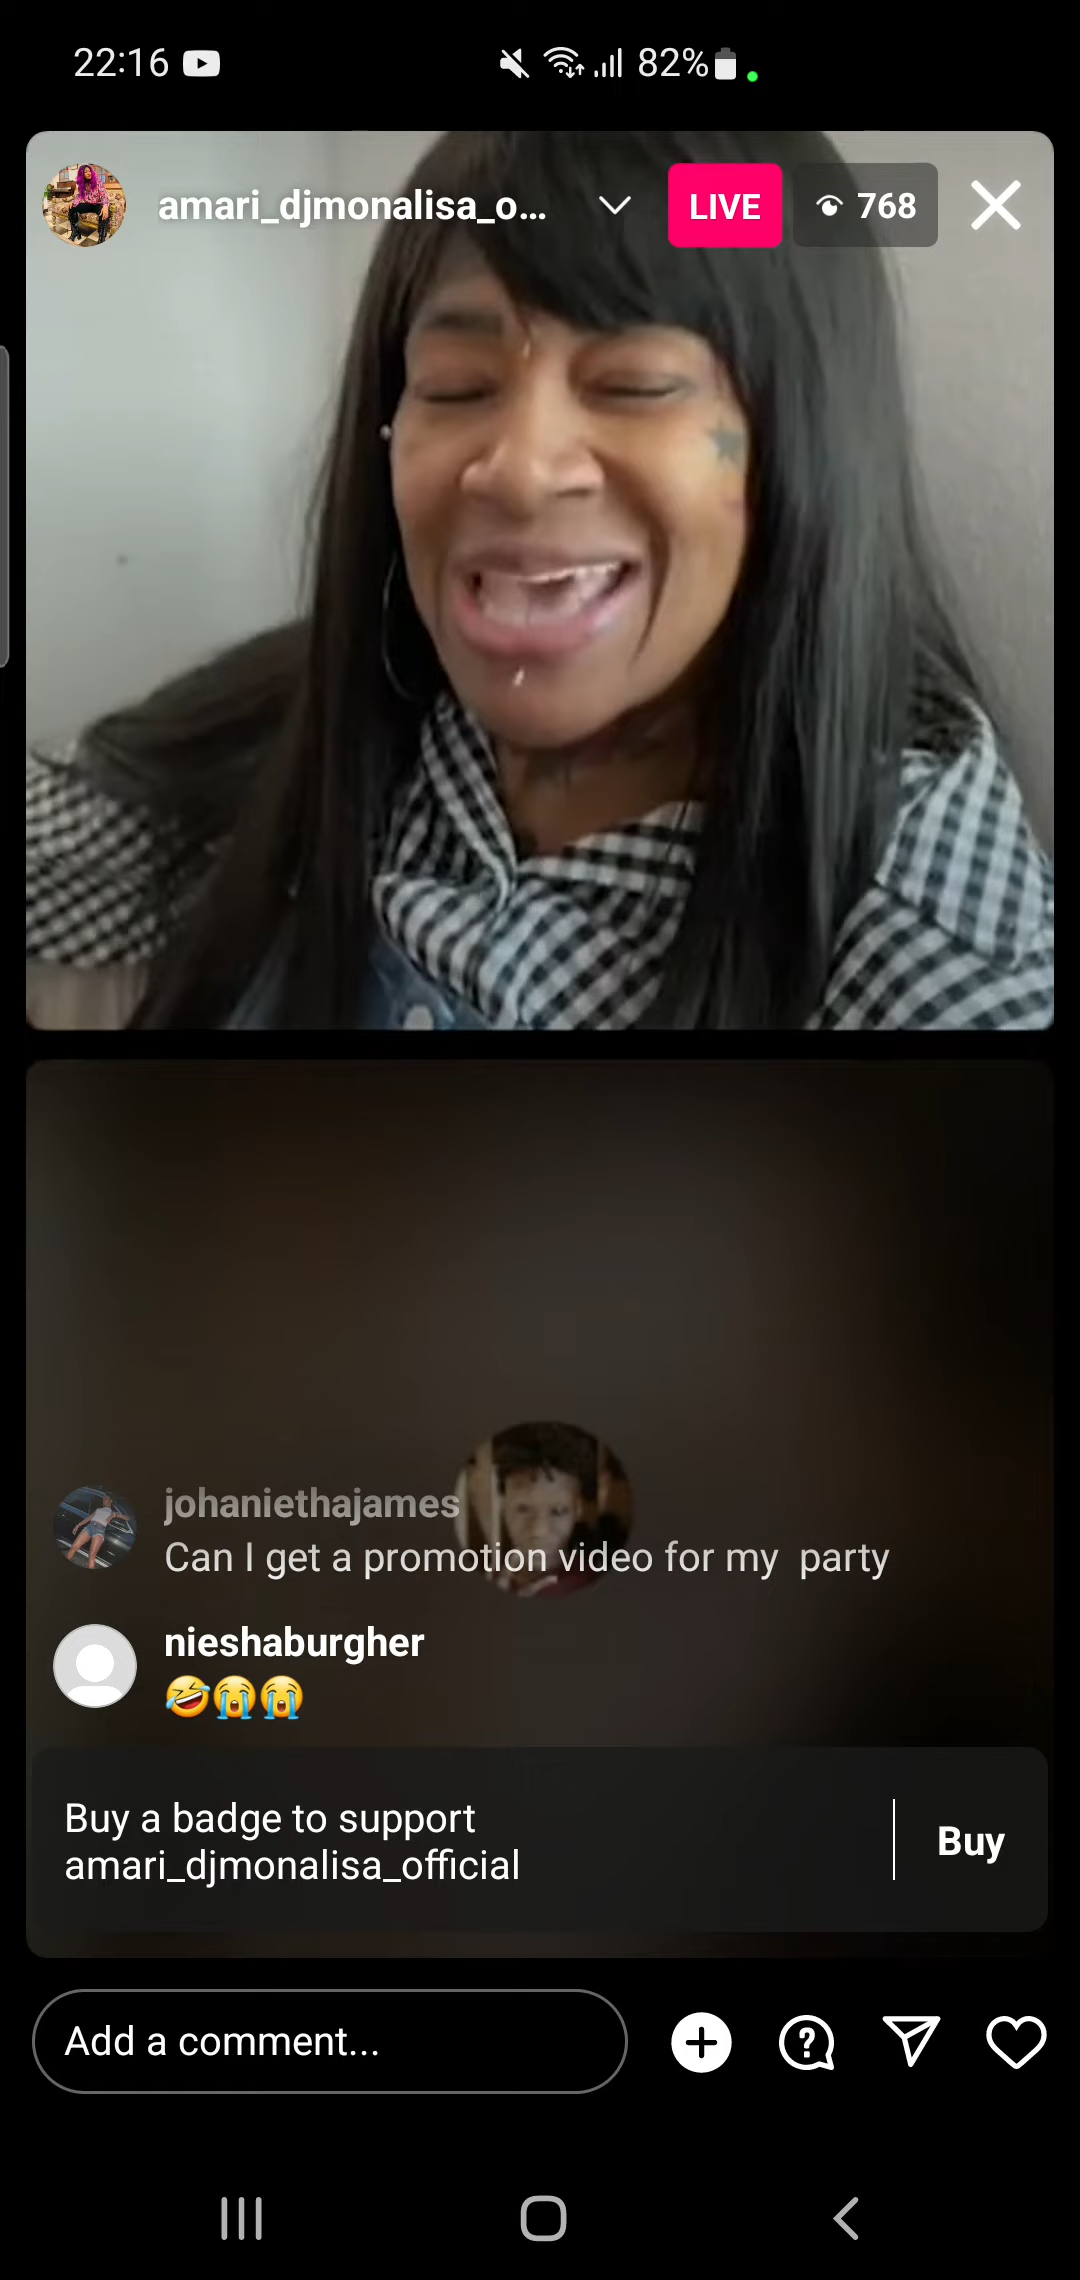 22:16
82%
amari_djmonalisa_o...
LIVE
768
johaniethajames
Can I get a promotion video for my party
nieshaburgher
🤣😭😭
Buy a badge to support
amari_djmonalisa_official
Buy
Add a comment...